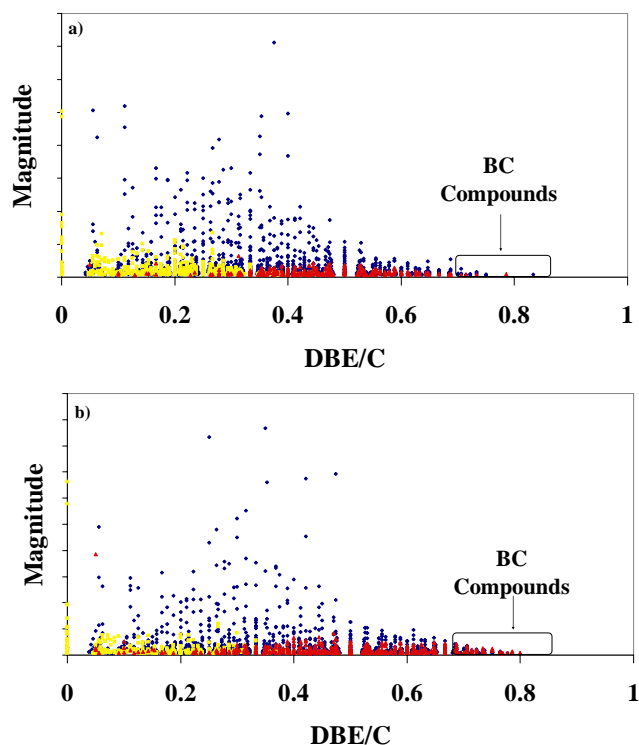 a)
Magnitude
BC
Compounds
0 0.2 0.4 0.6 0.8 1
DBE/C
b)
Magnitude
BC
Compounds
0 0.2 0.4 0.6 0.8 1
DBE/C